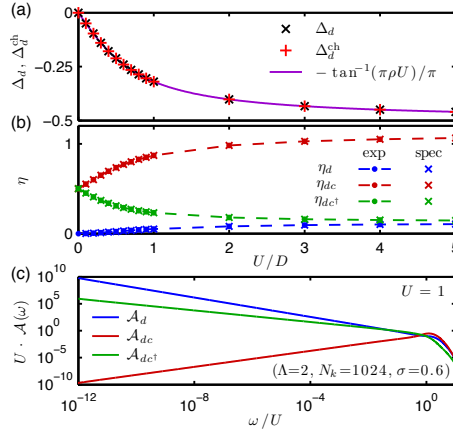 (a)
0
−0.25
−0.5
Δ_d, Δ_d^ch
Δ_d
Δ_d^ch
− tan⁻¹(πρU)/π
(b)
1
0
η
exp spec
η_d
η_dc
η_dc†
0 1 2 3 4 5
U/D
(c)
10^10
10^5
10^0
10^−5
10^−10
U · 𝒜(ω)
U = 1
𝒜_d
𝒜_dc
𝒜_dc†
(Λ=2, N_k=1024, σ=0.6)
10^−12 10^−8 10^−4 10^0
ω/U